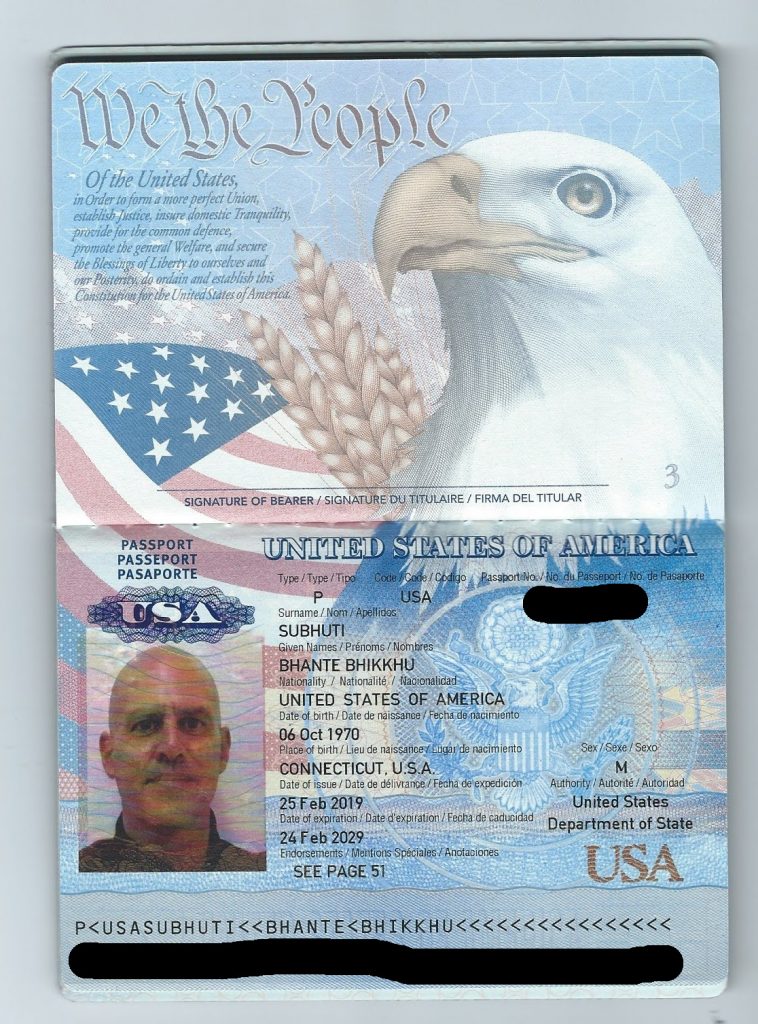 We the People
Of the United States,
in Order to form a more perfect Union,
establish Justice, insure domestic Tranquility,
provide for the common defence,
promote the general Welfare, and secure
the Blessings of Liberty to ourselves and
our Posterity, do ordain and establish this
Constitution for the United States of America.
3
SIGNATURE OF BEARER / SIGNATURE DU TITULAIRE / FIRMA DEL TITULAR
PASSPORT
PASSEPORT
PASAPORTE
USA
UNITED STATES OF AMERICA
Type / Type / Tipo Code / Code / Código Passport No. / No. du Passeport / No. de Pasaporte
P USA
Surname / Nom / Apellidos
SUBHUTI
Given Names / Prénoms / Nombres
BHANTE BHIKKHU
Nationality / Nationalité / Nacionalidad
UNITED STATES OF AMERICA
Date of birth / Date de naissance / Fecha de nacimiento
06 Oct 1970
Place of birth / Lieu de naissance / Lugar de nacimiento Sex / Sexe / Sexo
CONNECTICUT, U.S.A. M
Date of issue / Date de délivrance / Fecha de expedición Authority / Autorité / Autoridad
25 Feb 2019 United States
Date of expiration / Date d'expiration / Fecha de caducidad Department of State
24 Feb 2029
Endorsements / Mentions Spéciales / Anotaciones
SEE PAGE 51
USA
P<USASUBHUTI<<BHANTE<BHIKKHU<<<<<<<<<<<<<<<<